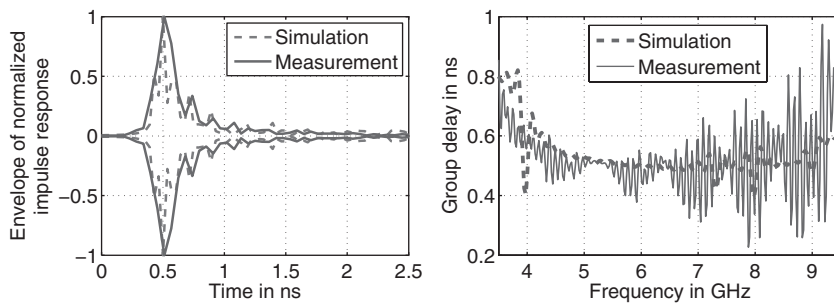 Envelope of normalized
impulse response
1
0.5
0
−0.5
−1
0
0.5
1
1.5
2
2.5
Time in ns
Simulation
Measurement
Group delay in ns
1
0.8
0.6
0.4
0.2
4
5
6
7
8
9
Frequency in GHz
Simulation
Measurement